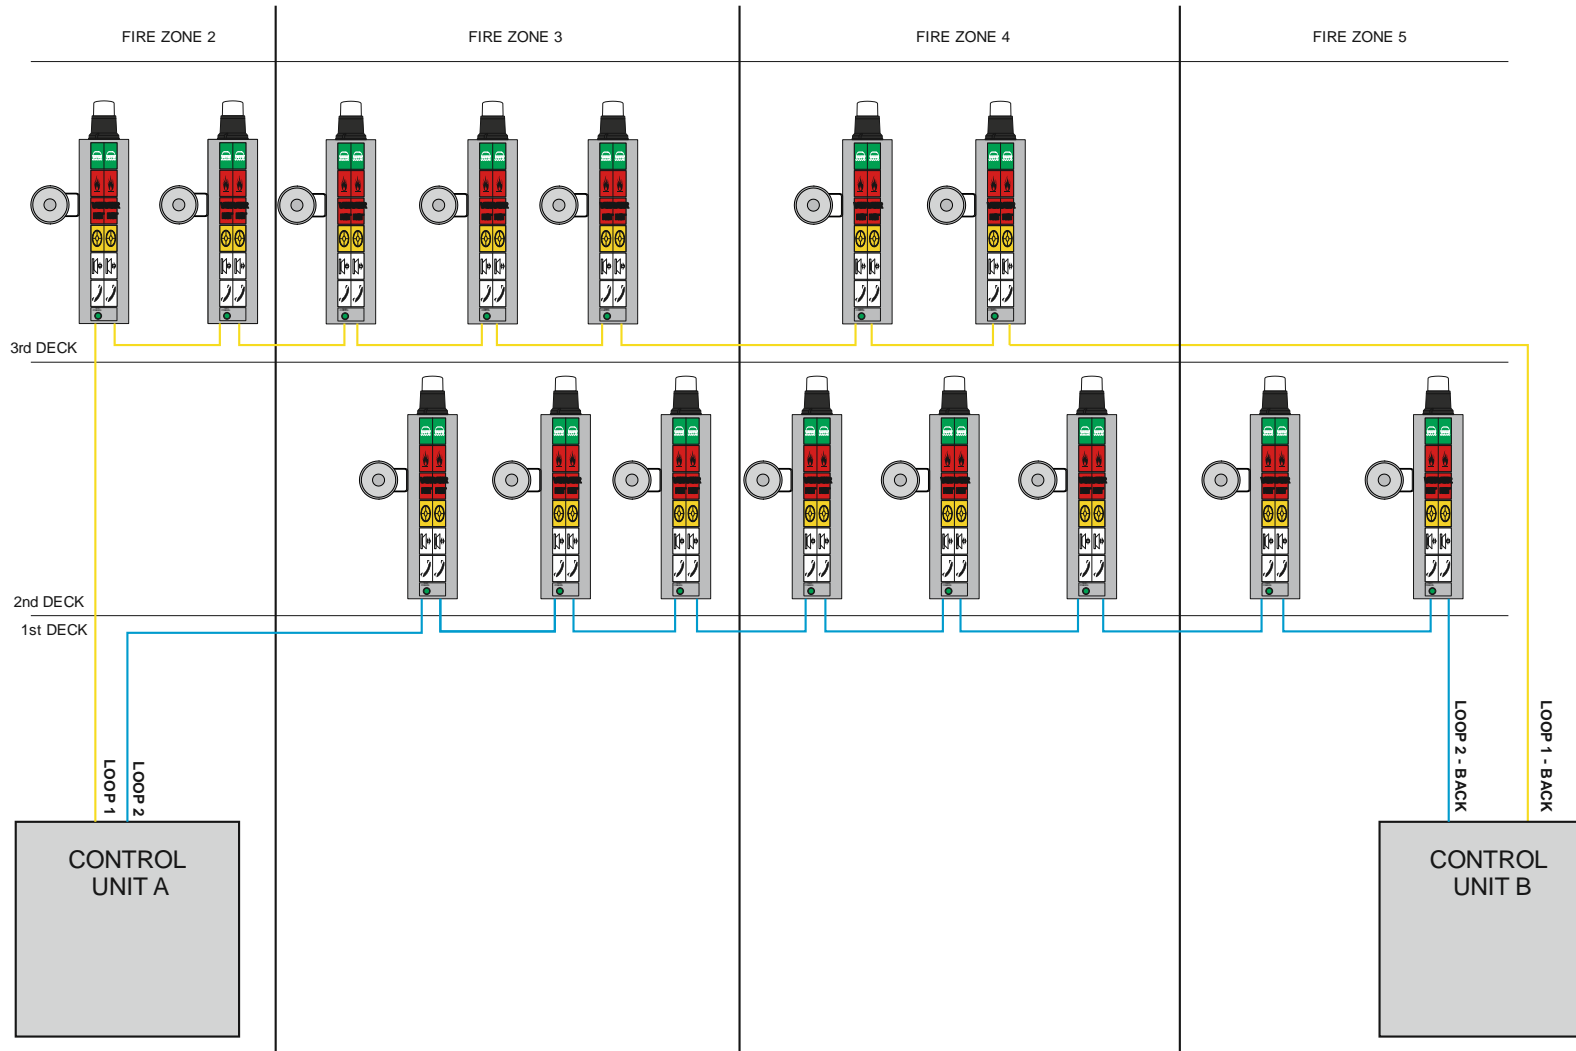 FIRE ZONE 2
FIRE ZONE 3
FIRE ZONE 4
FIRE ZONE 5
3rd DECK
2nd DECK
1st DECK
LOOP 1
LOOP 2
LOOP 2 - BACK
LOOP 1 - BACK
CONTROL
UNIT A
CONTROL
UNIT B